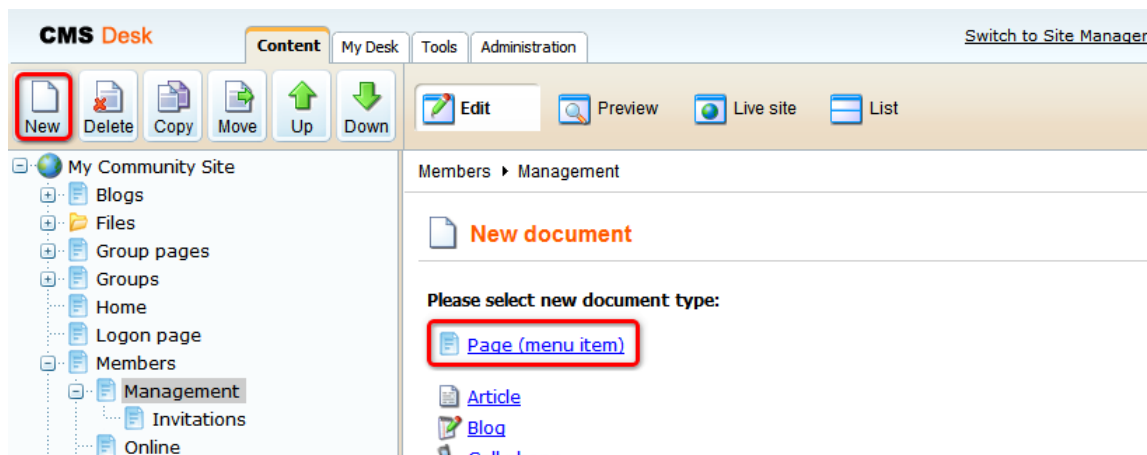 CMS Desk
Content My Desk Tools Administration
Switch to Site Manager
New Delete Copy Move Up Down
Edit Preview Live site List
My Community Site
Blogs
Files
Group pages
Groups
Home
Logon page
Members
Management
Invitations
Online
Members Management
New document
Please select new document type:
Page (menu item)
Article
Blog